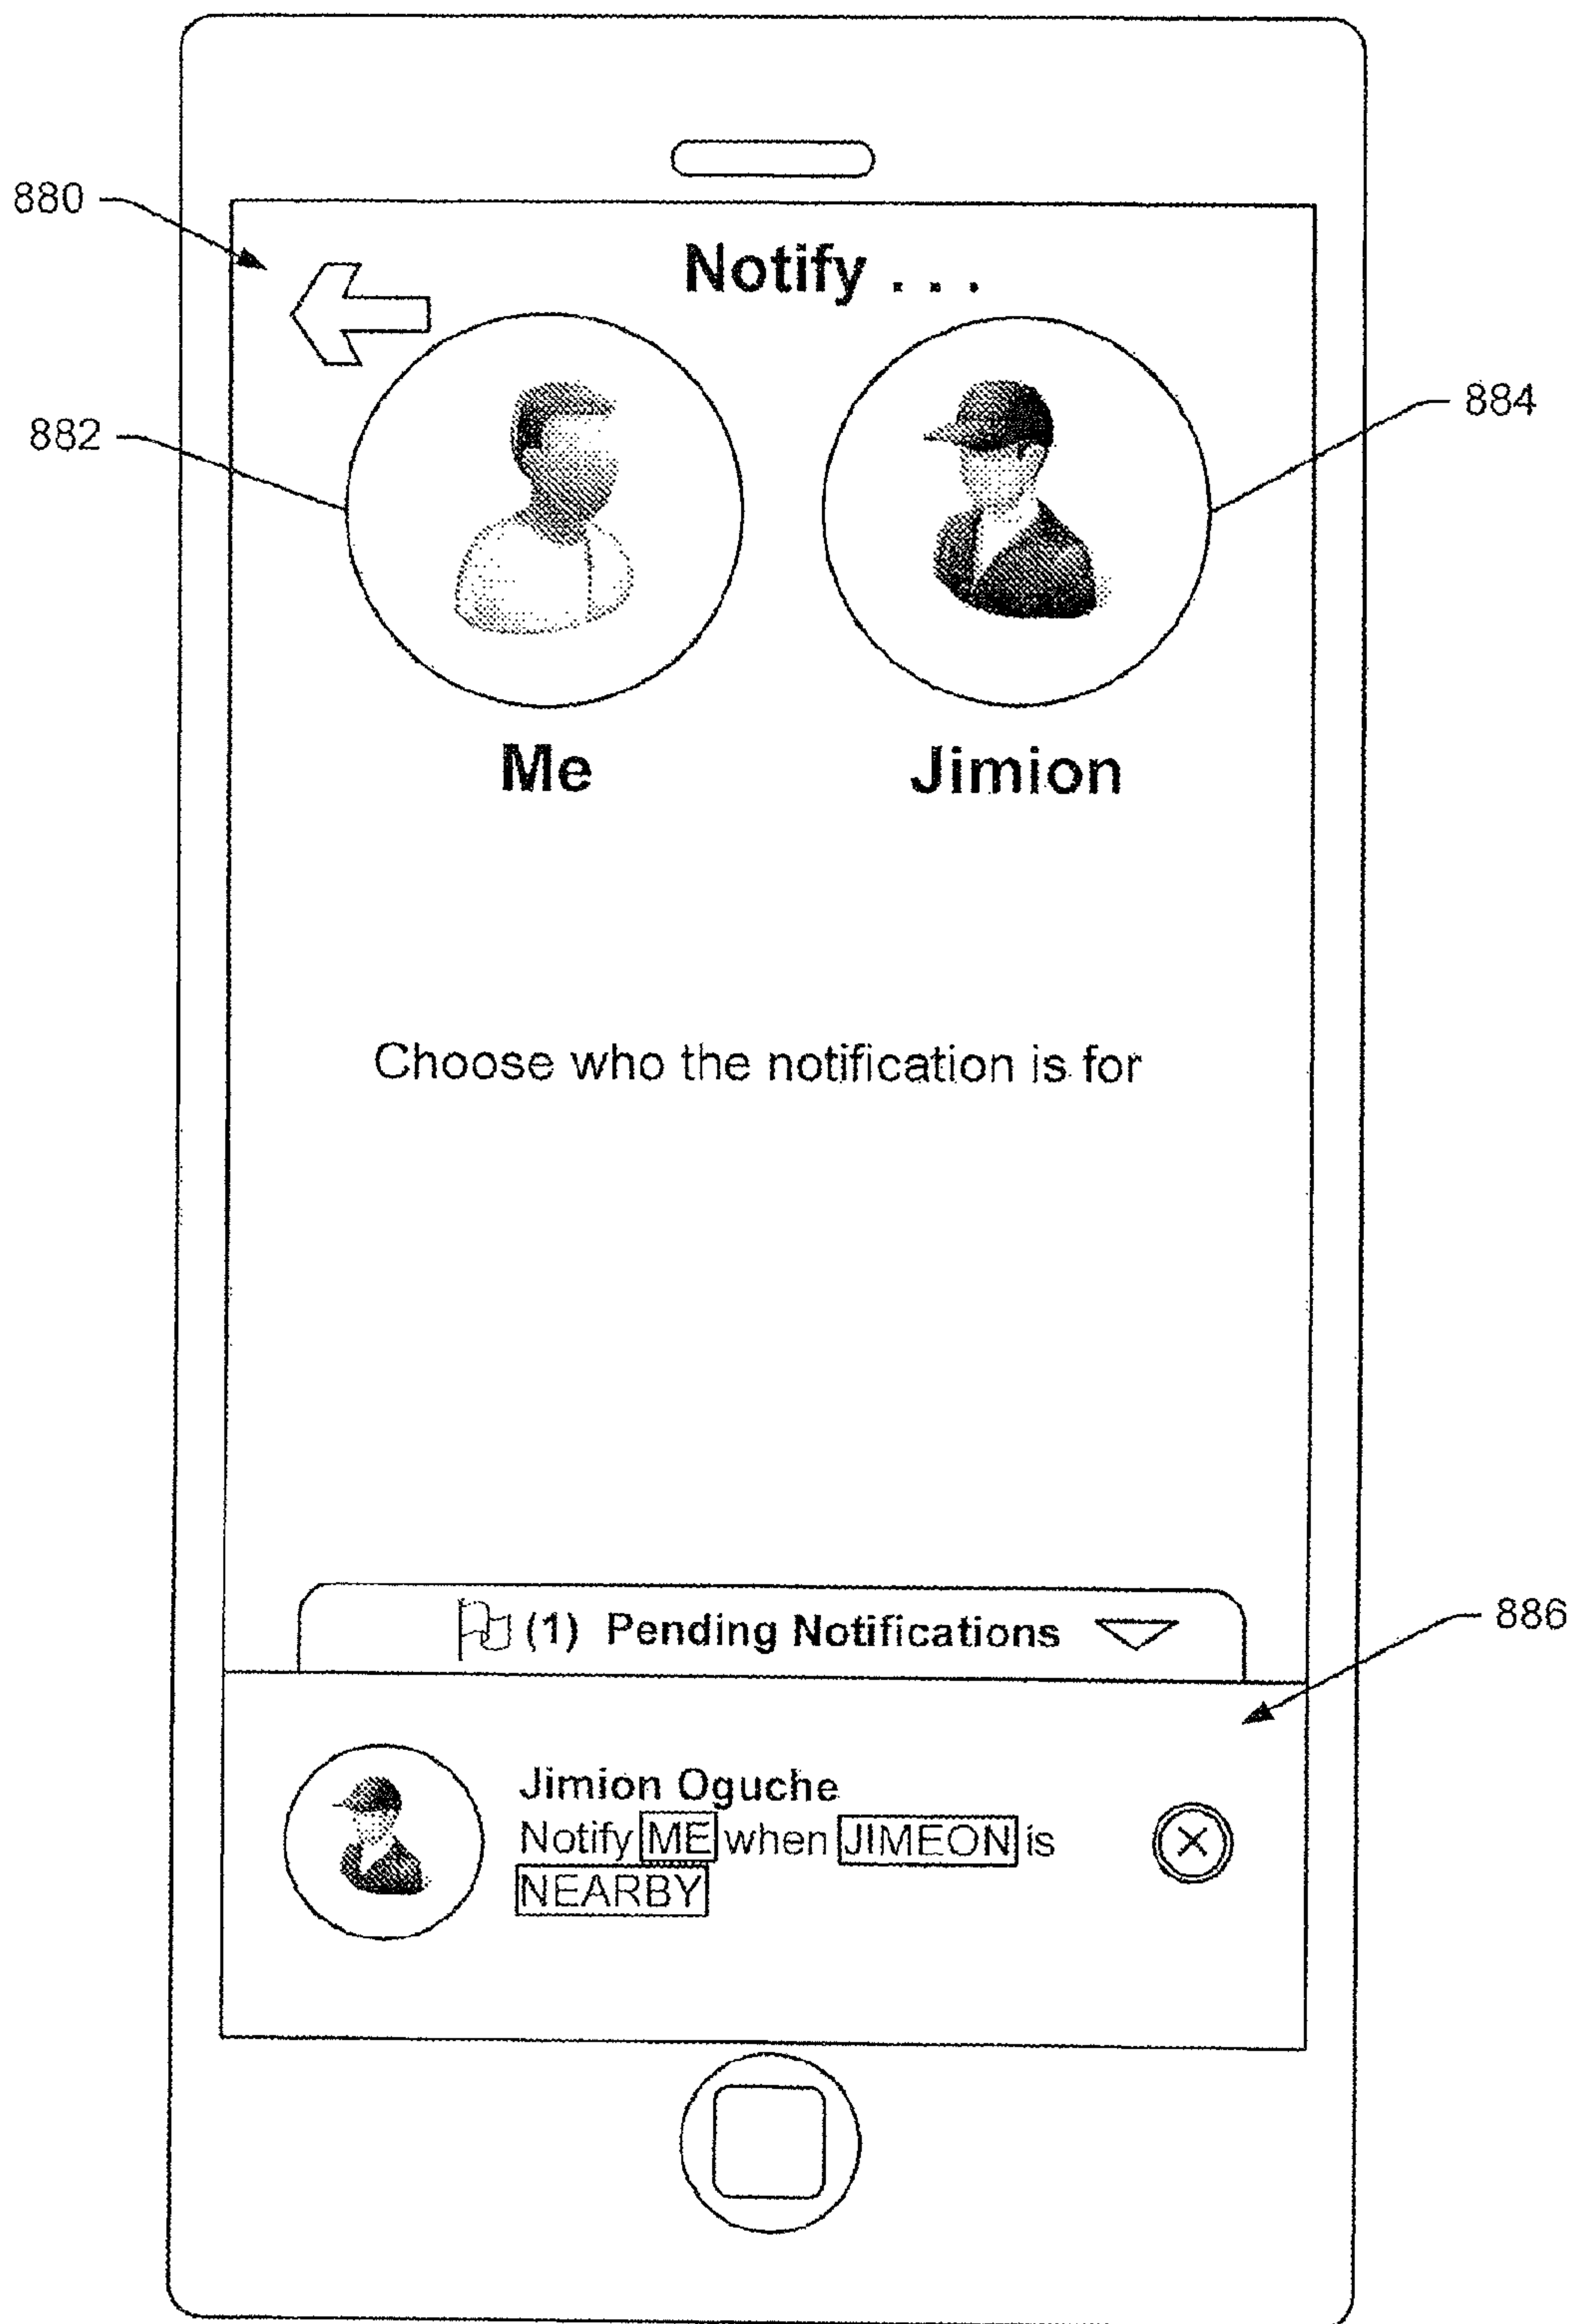 880
Notify . . .
882
884
Me
Jimion
Choose who the notification is for
(1) Pending Notifications
886
Jimion Oguche
Notify ME when JIMEON is
NEARBY